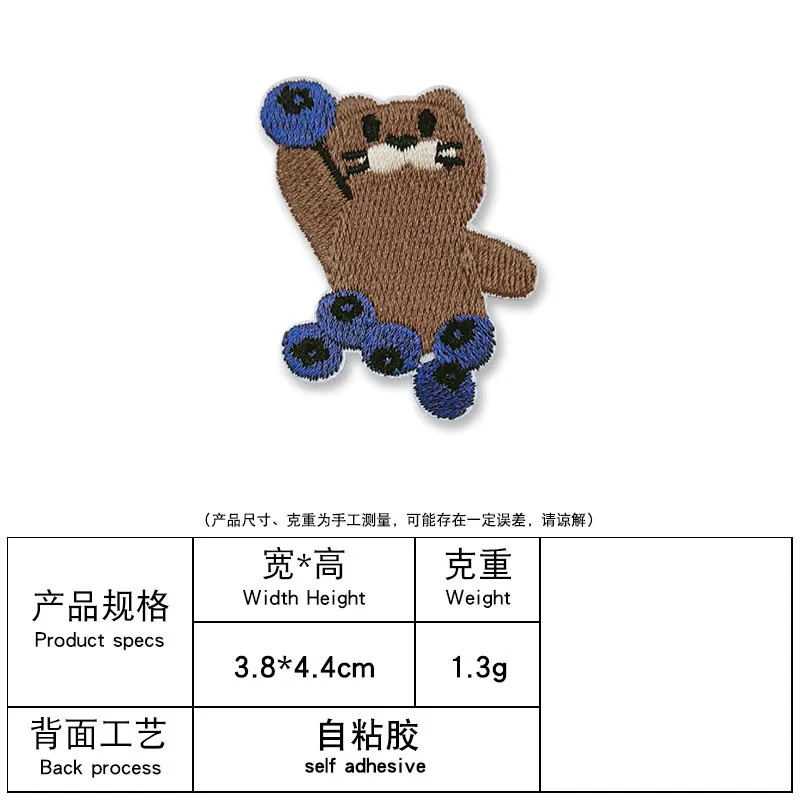 （产品尺寸、克重为手工测量，可能存在一定误差，请谅解）
产品规格
Product specs
宽*高
Width Height
克重
Weight
3.8*4.4cm
1.3g
背面工艺
Back process
自粘胶
self adhesive